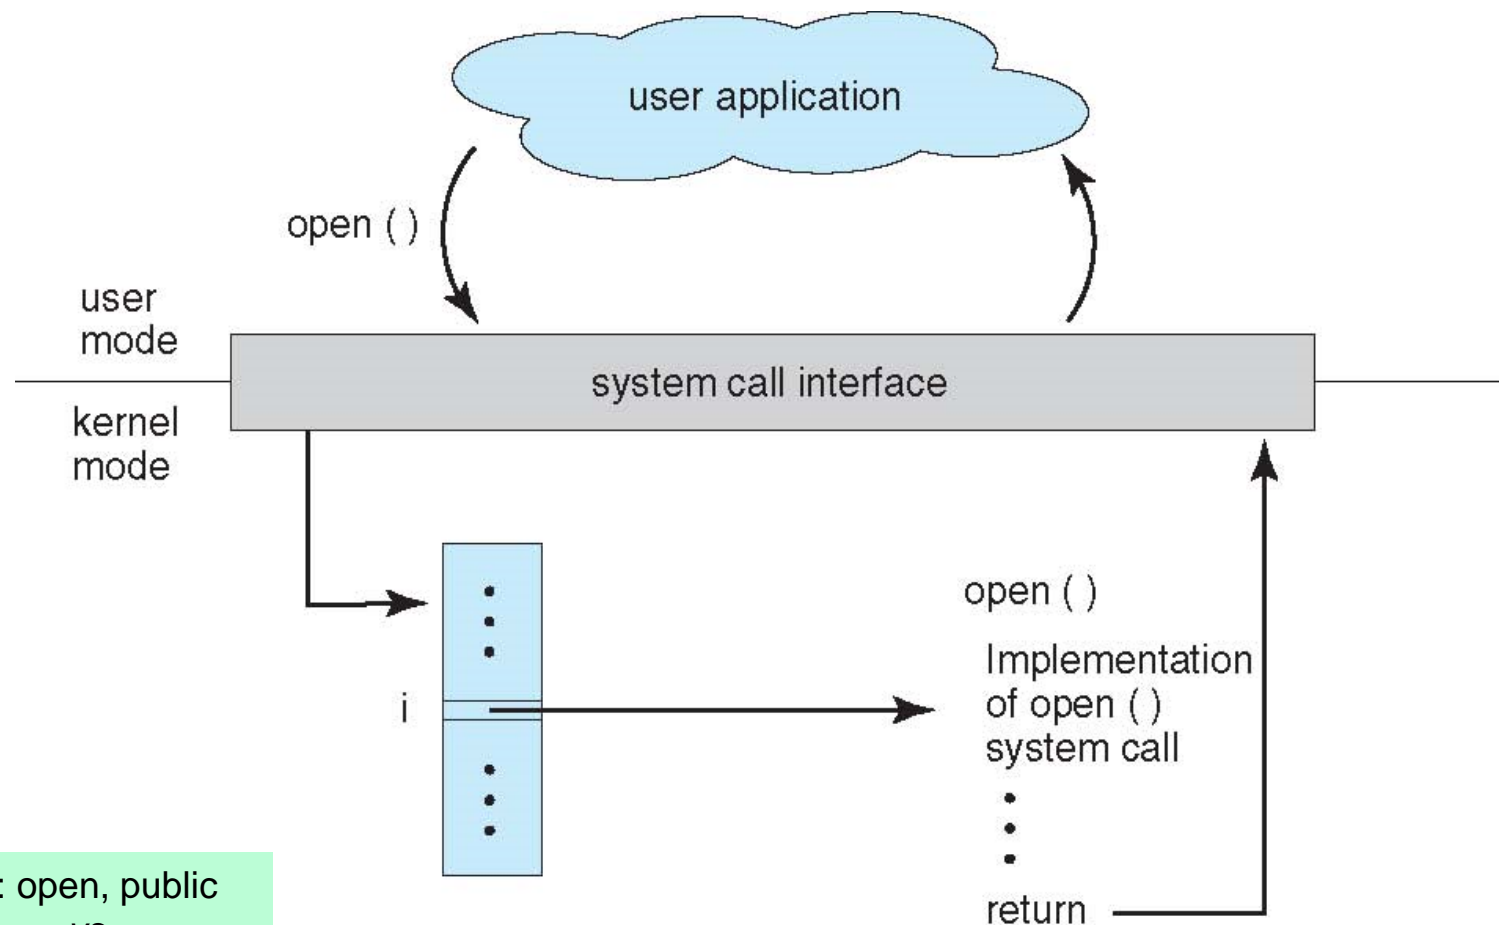 user application
open ( )
user
mode
system call interface
kernel
mode
open ( )
Implementation
of open ( )
system call
i
return
: open, public
vs